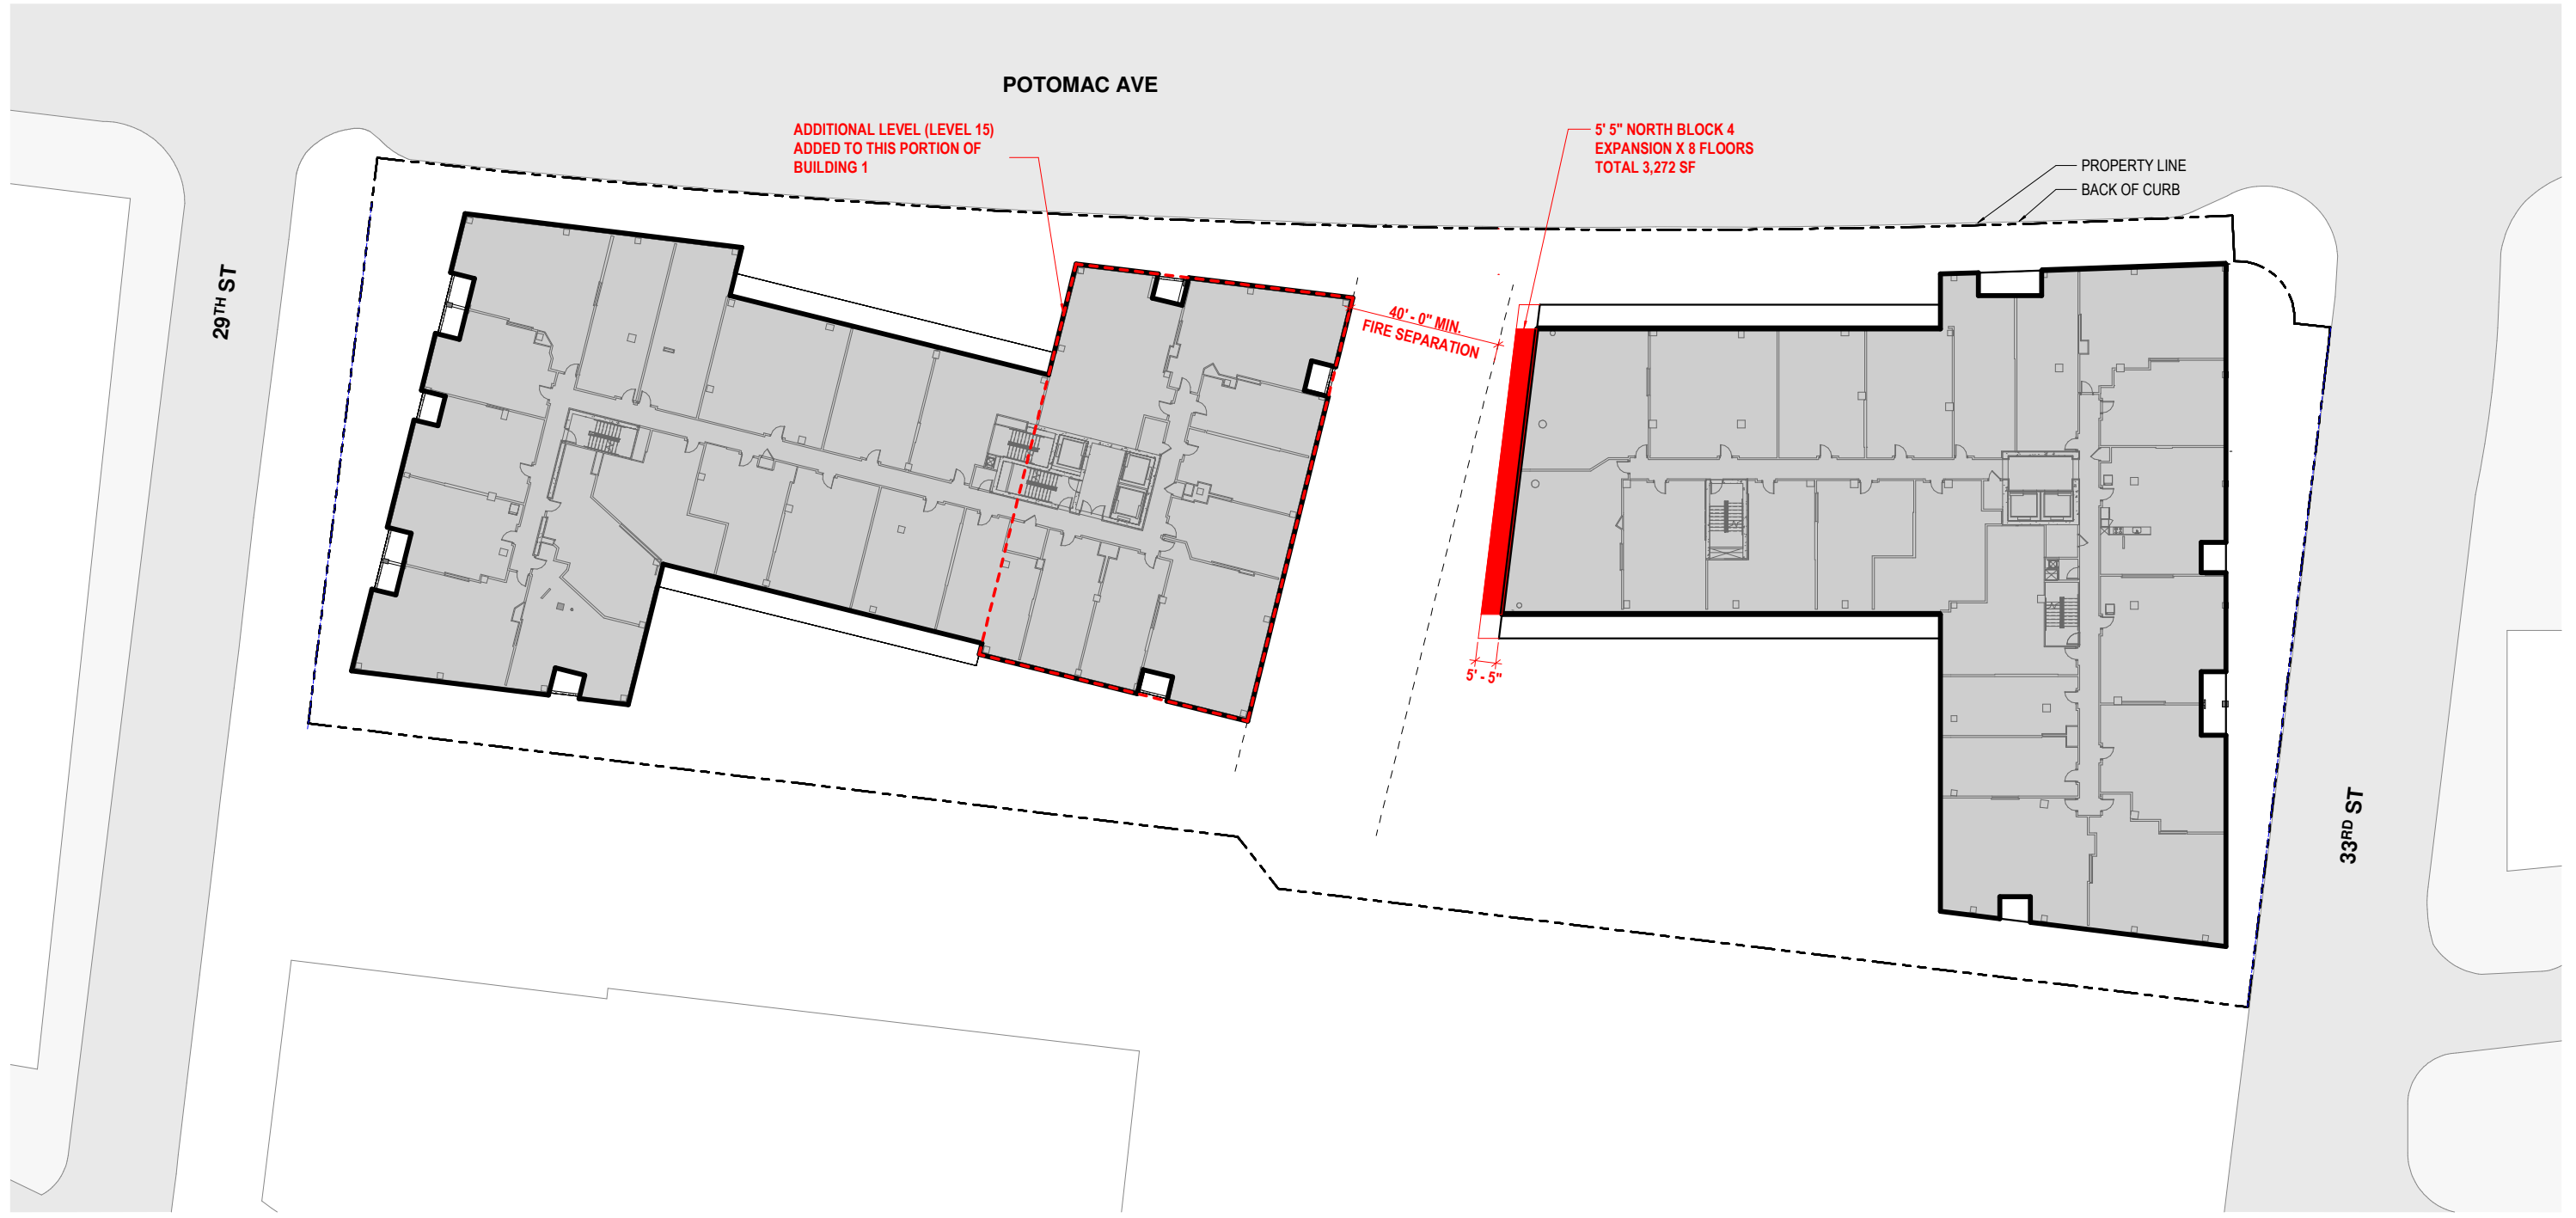 POTOMAC AVE
ADDITIONAL LEVEL (LEVEL 15)
ADDED TO THIS PORTION OF
BUILDING 1
5' 5" NORTH BLOCK 4
EXPANSION X 8 FLOORS
TOTAL 3,272 SF
PROPERTY LINE
BACK OF CURB
29TH ST
40' - 0" MIN.
FIRE SEPARATION
5' - 5"
33RD ST